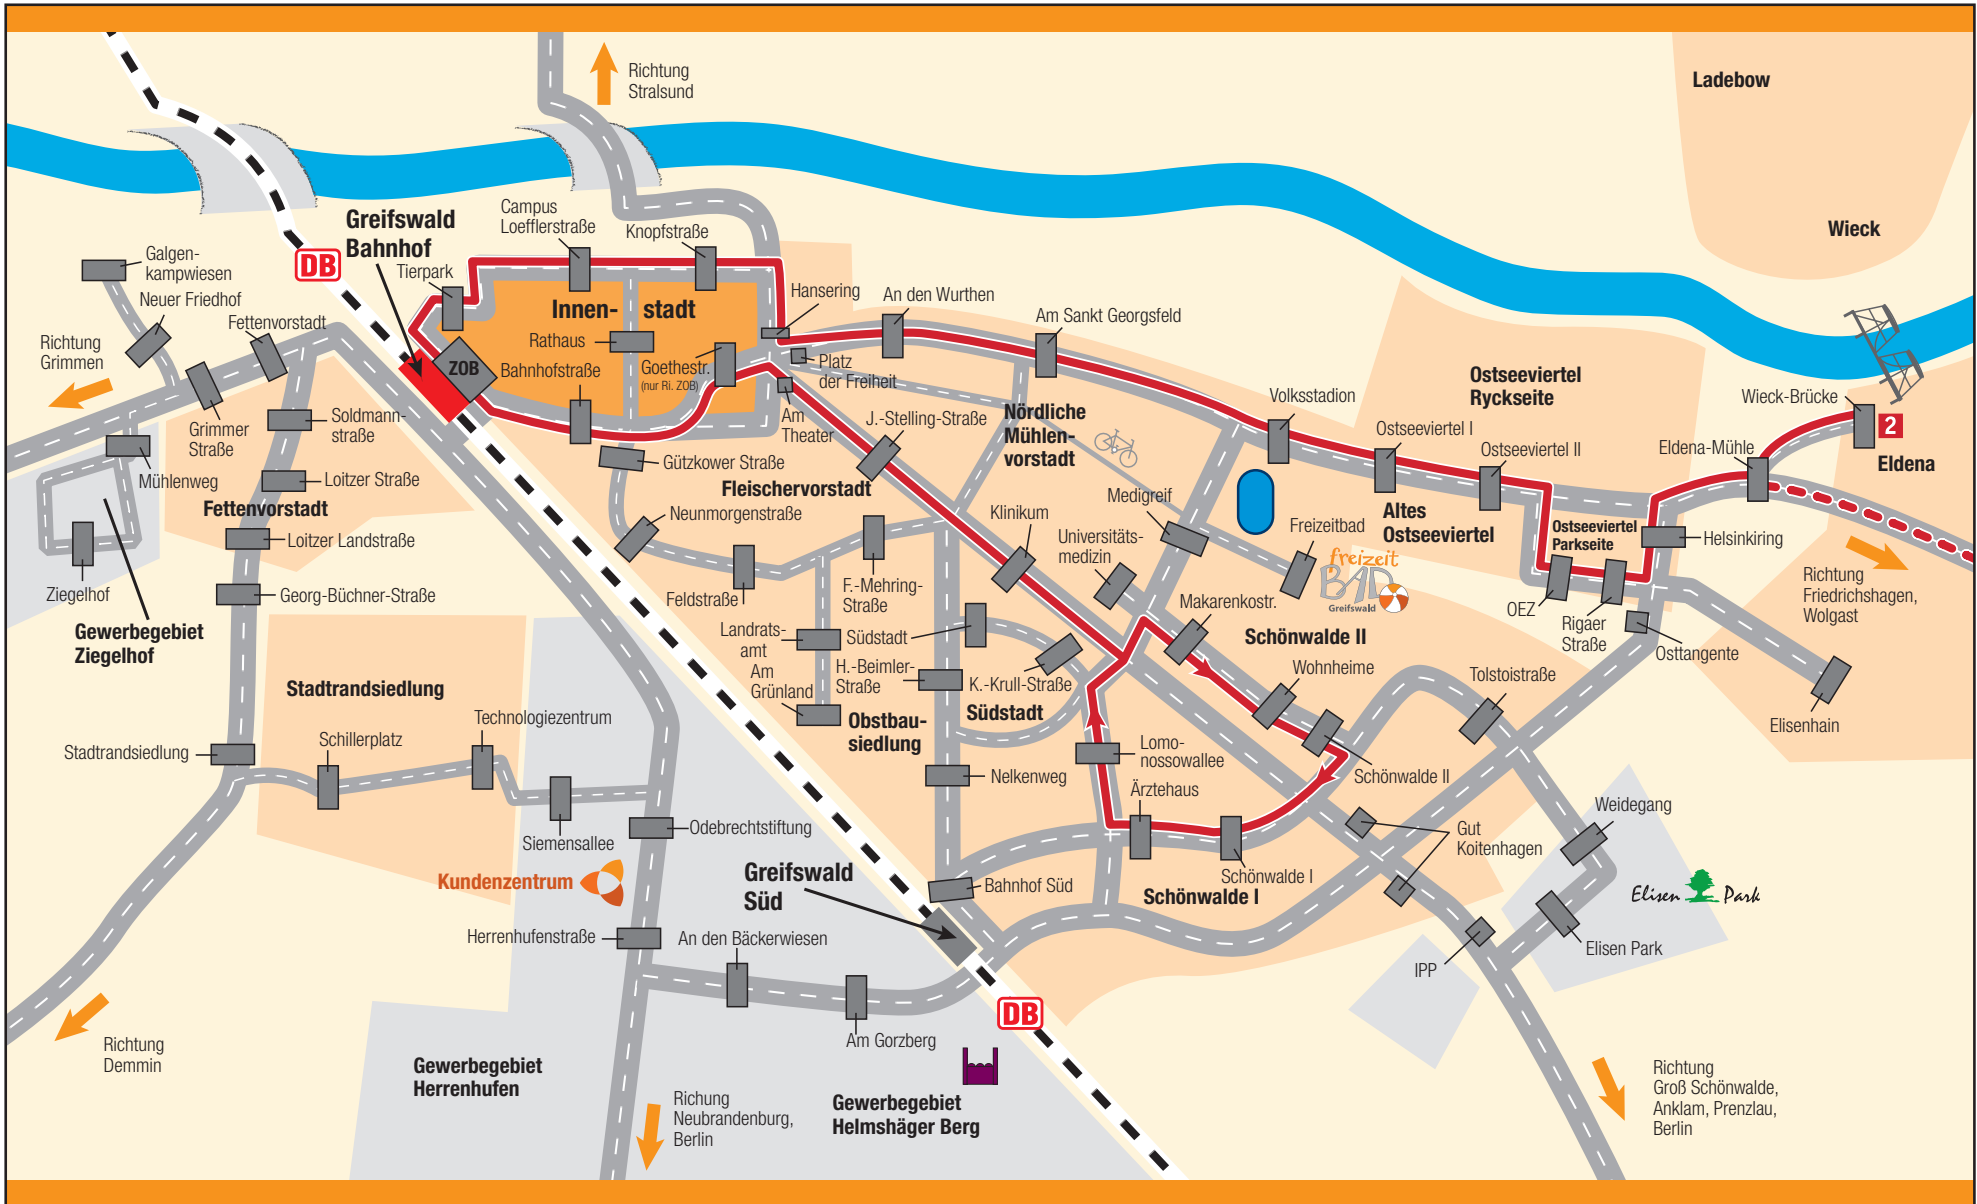 Richtung
Stralsund
Ladebow
Wieck
Greifswald
Bahnhof
DB
Campus
Loefflerstraße
Knopfstraße
Tierpark
Galgen-
kampwiesen
Neuer Friedhof
Fettenvorstadt
Richtung
Grimmen
Innen- stadt
Rathaus
Hansering
An den Wurthen
Am Sankt Georgsfeld
ZOB
Bahnhofstraße
Goethestr.
(nur Ri. ZOB)
Platz
der Freiheit
Am
Theater
J.-Stelling-Straße
Nördliche
Mühlen-
vorstadt
Volksstadion
Ostseeviertel
Ryckseite
Ostseeviertel I
Ostseeviertel II
Wieck-Brücke
2
Eldena
Eldena-Mühle
Grimmer
Straße
Soldmann-
straße
Mühlenweg
Loitzer Straße
Fettenvorstadt
Loitzer Landstraße
Ziegelhof
Georg-Büchner-Straße
Gewerbegebiet
Ziegelhof
Gützkower Straße
Fleischervorstadt
Neunmorgenstraße
Feldstraße
F.-Mehring-
Straße
Klinikum
Medigreif
Universitäts-
medizin
Freizeitbad
freizeit
BAD
Greifswald
Altes
Ostseeviertel
Ostseeviertel
Parkseite
Helsinkiring
Richtung
Friedrichshagen,
Wolgast
OEZ
Rigaer
Straße
Osttangente
Elisenhain
Makarenkostr.
Schönwalde II
Wohnheime
Tolstoistraße
Landrats-
amt
Südstadt
Am
Grünland
H.-Beimler-
Straße
K.-Krull-Straße
Südstadt
Obstbau-
siedlung
Nelkenweg
Lomo-
nossowallee
Ärztehaus
Schönwalde II
Schönwalde I
Schönwalde I
Gut
Koitenhagen
Weidegang
Elisen Park
Elisen Park
IPP
Stadtrandsiedlung
Stadtrandsiedlung
Schillerplatz
Technologiezentrum
Siemensallee
Odebrechtstiftung
Kundenzentrum
Herrenhufenstraße
Greifswald
Süd
Bahnhof Süd
An den Bäckerwiesen
Am Gorzberg
DB
Richtung
Demmin
Gewerbegebiet
Herrenhufen
Richung
Neubrandenburg,
Berlin
Gewerbegebiet
Helmshäger Berg
Richtung
Groß Schönwalde,
Anklam, Prenzlau,
Berlin